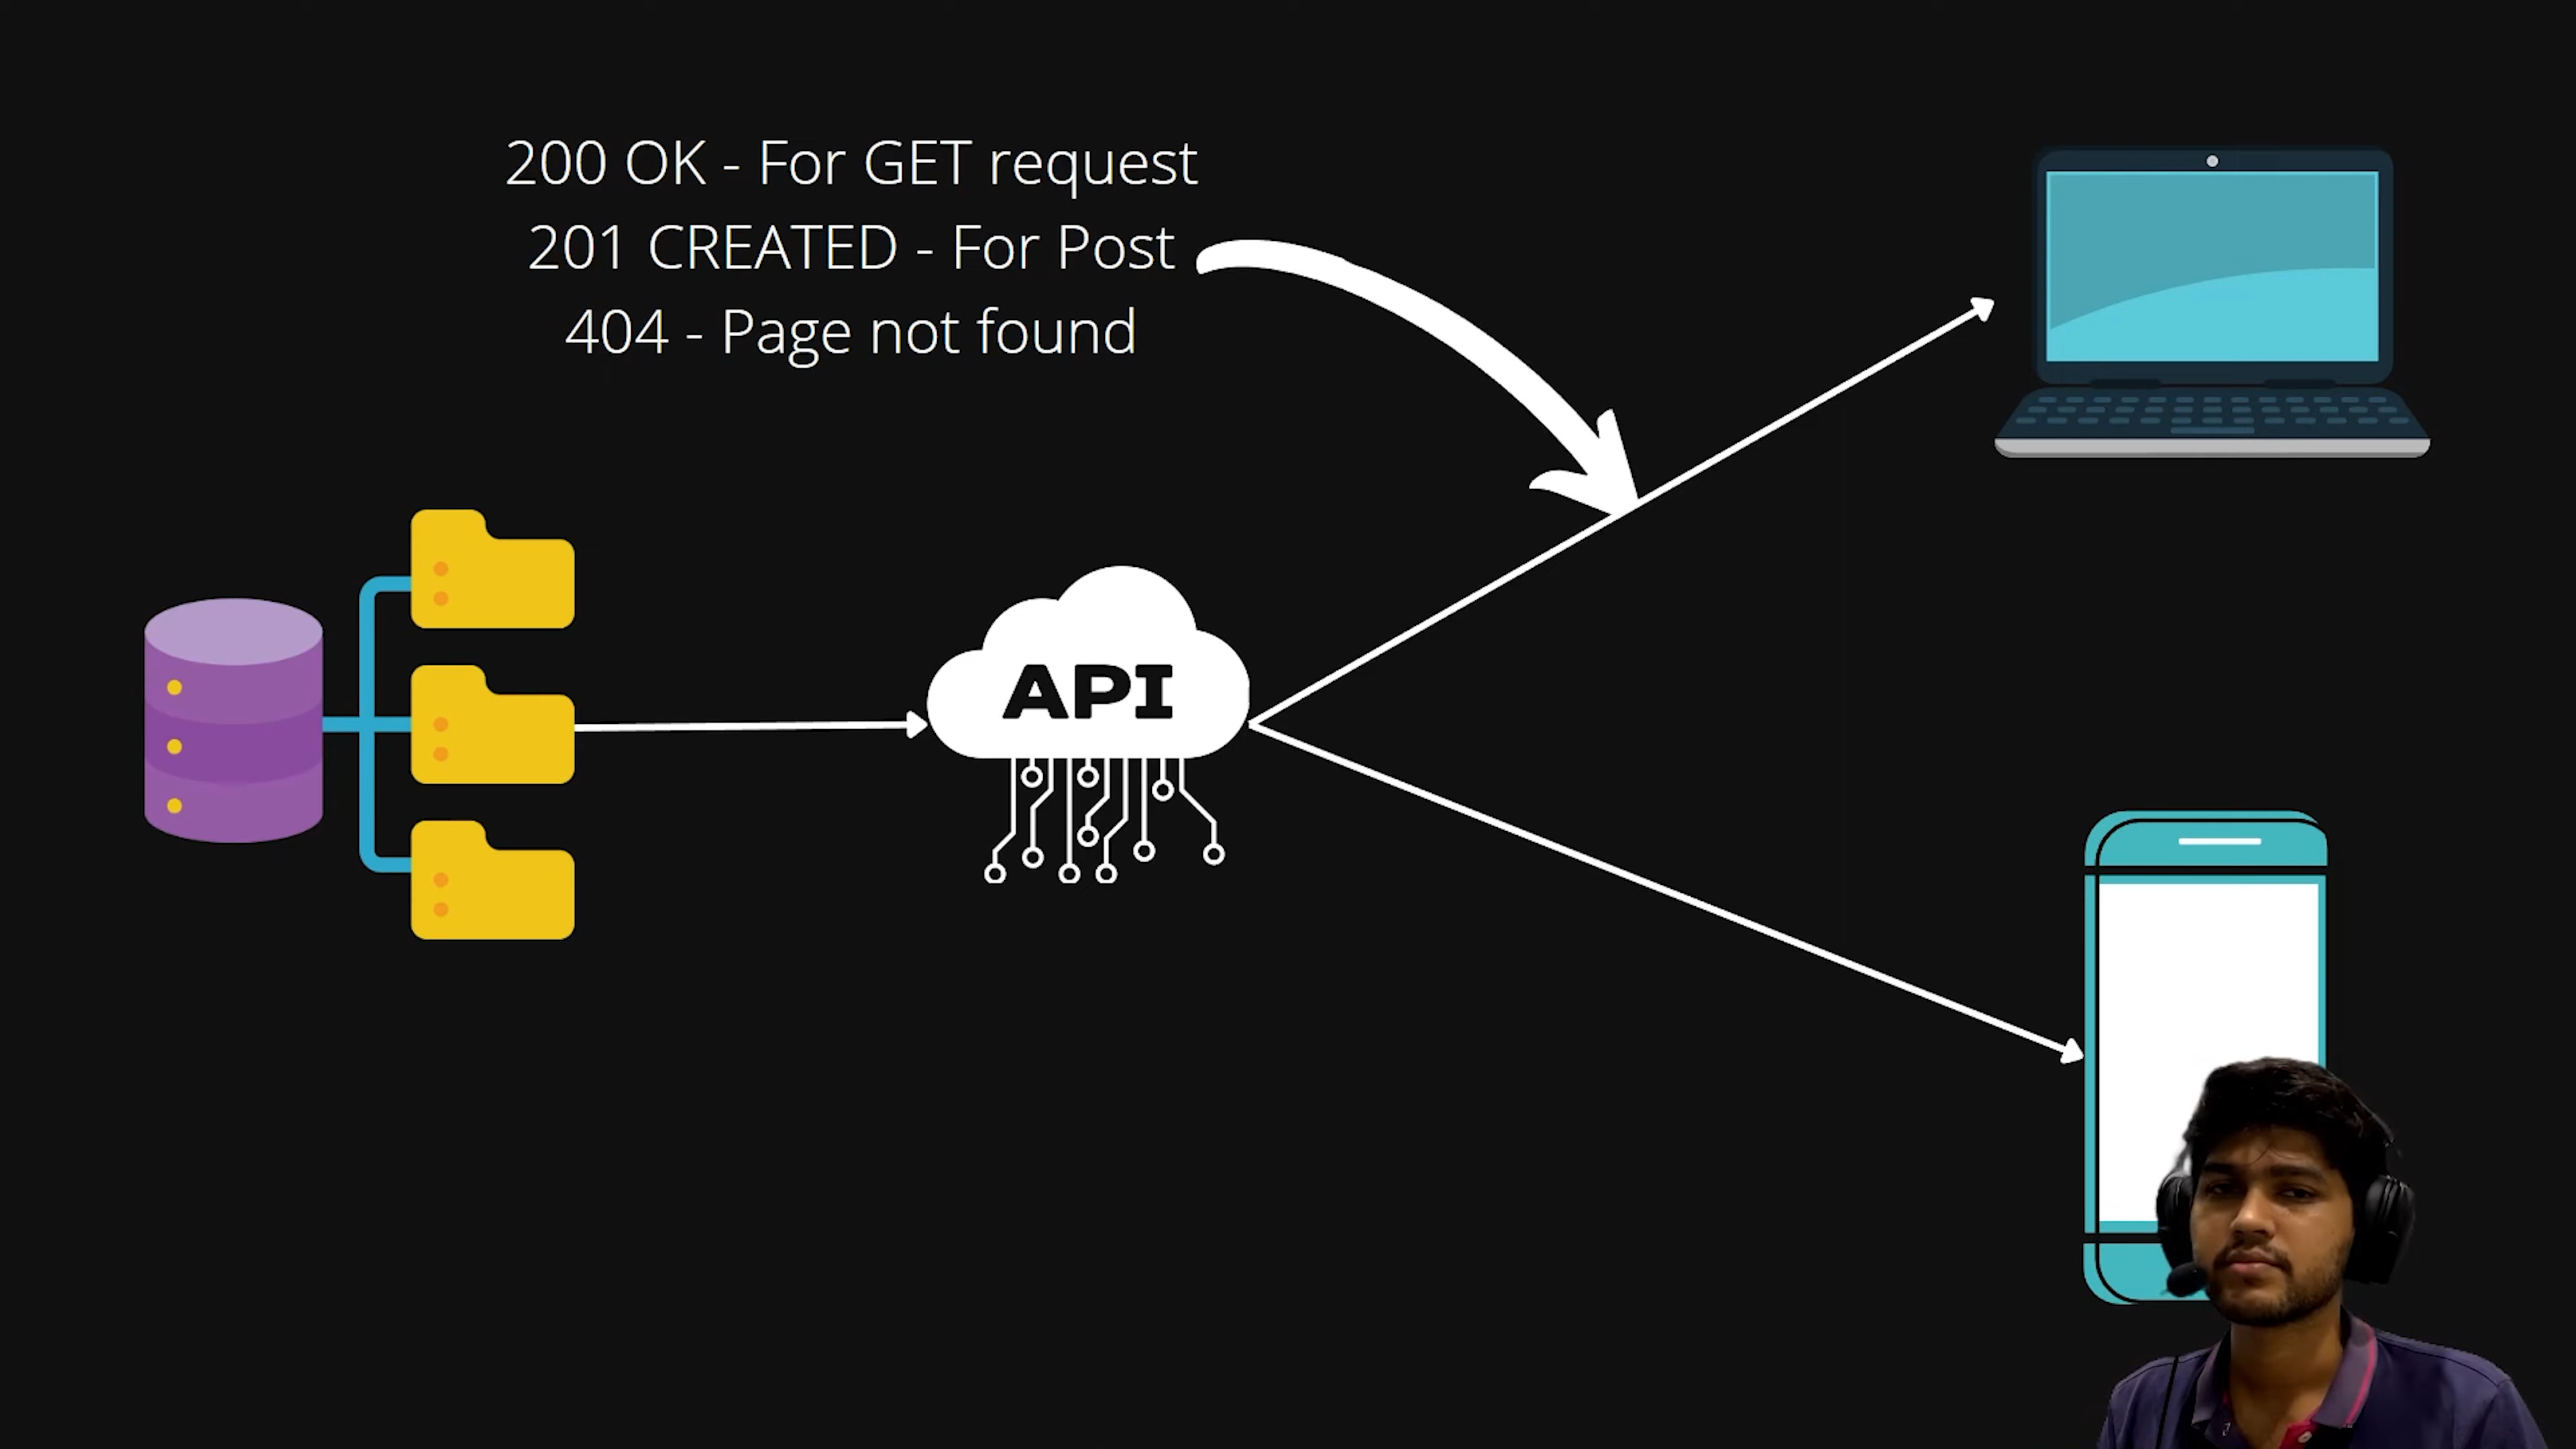 200 OK - For GET request
201 CREATED - For Post
404 - Page not found
API